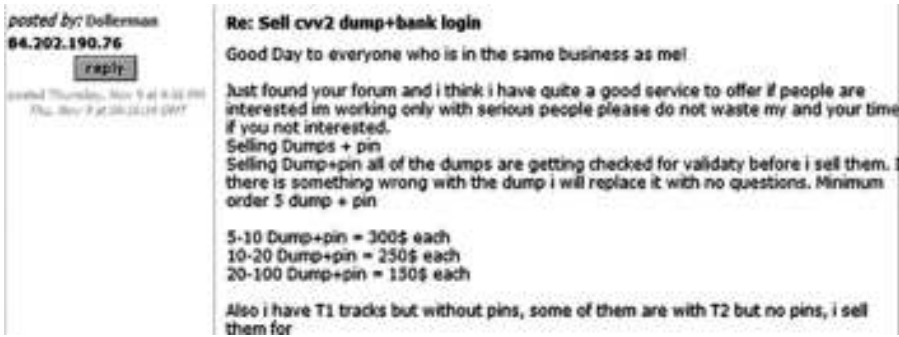 posted by: Dollerman
84.202.190.76
reply
Re: Sell cvv2 dump+bank login
Good Day to everyone who is in the same business as me!
Just found your forum and i think i have quite a good service to offer if people are
interested im working only with serious people please do not waste my and your time
if you not interested.
Selling Dumps + pin
Selling Dump+pin all of the dumps are getting checked for validaty before i sell them.
there is something wrong with the dump i will replace it with no questions. Minimum
order 5 dump + pin
5-10 Dump+pin = 300$ each
10-20 Dump+pin = 250$ each
20-100 Dump+pin = 150$ each
Also i have T1 tracks but without pins, some of them are with T2 but no pins, i sell
them for